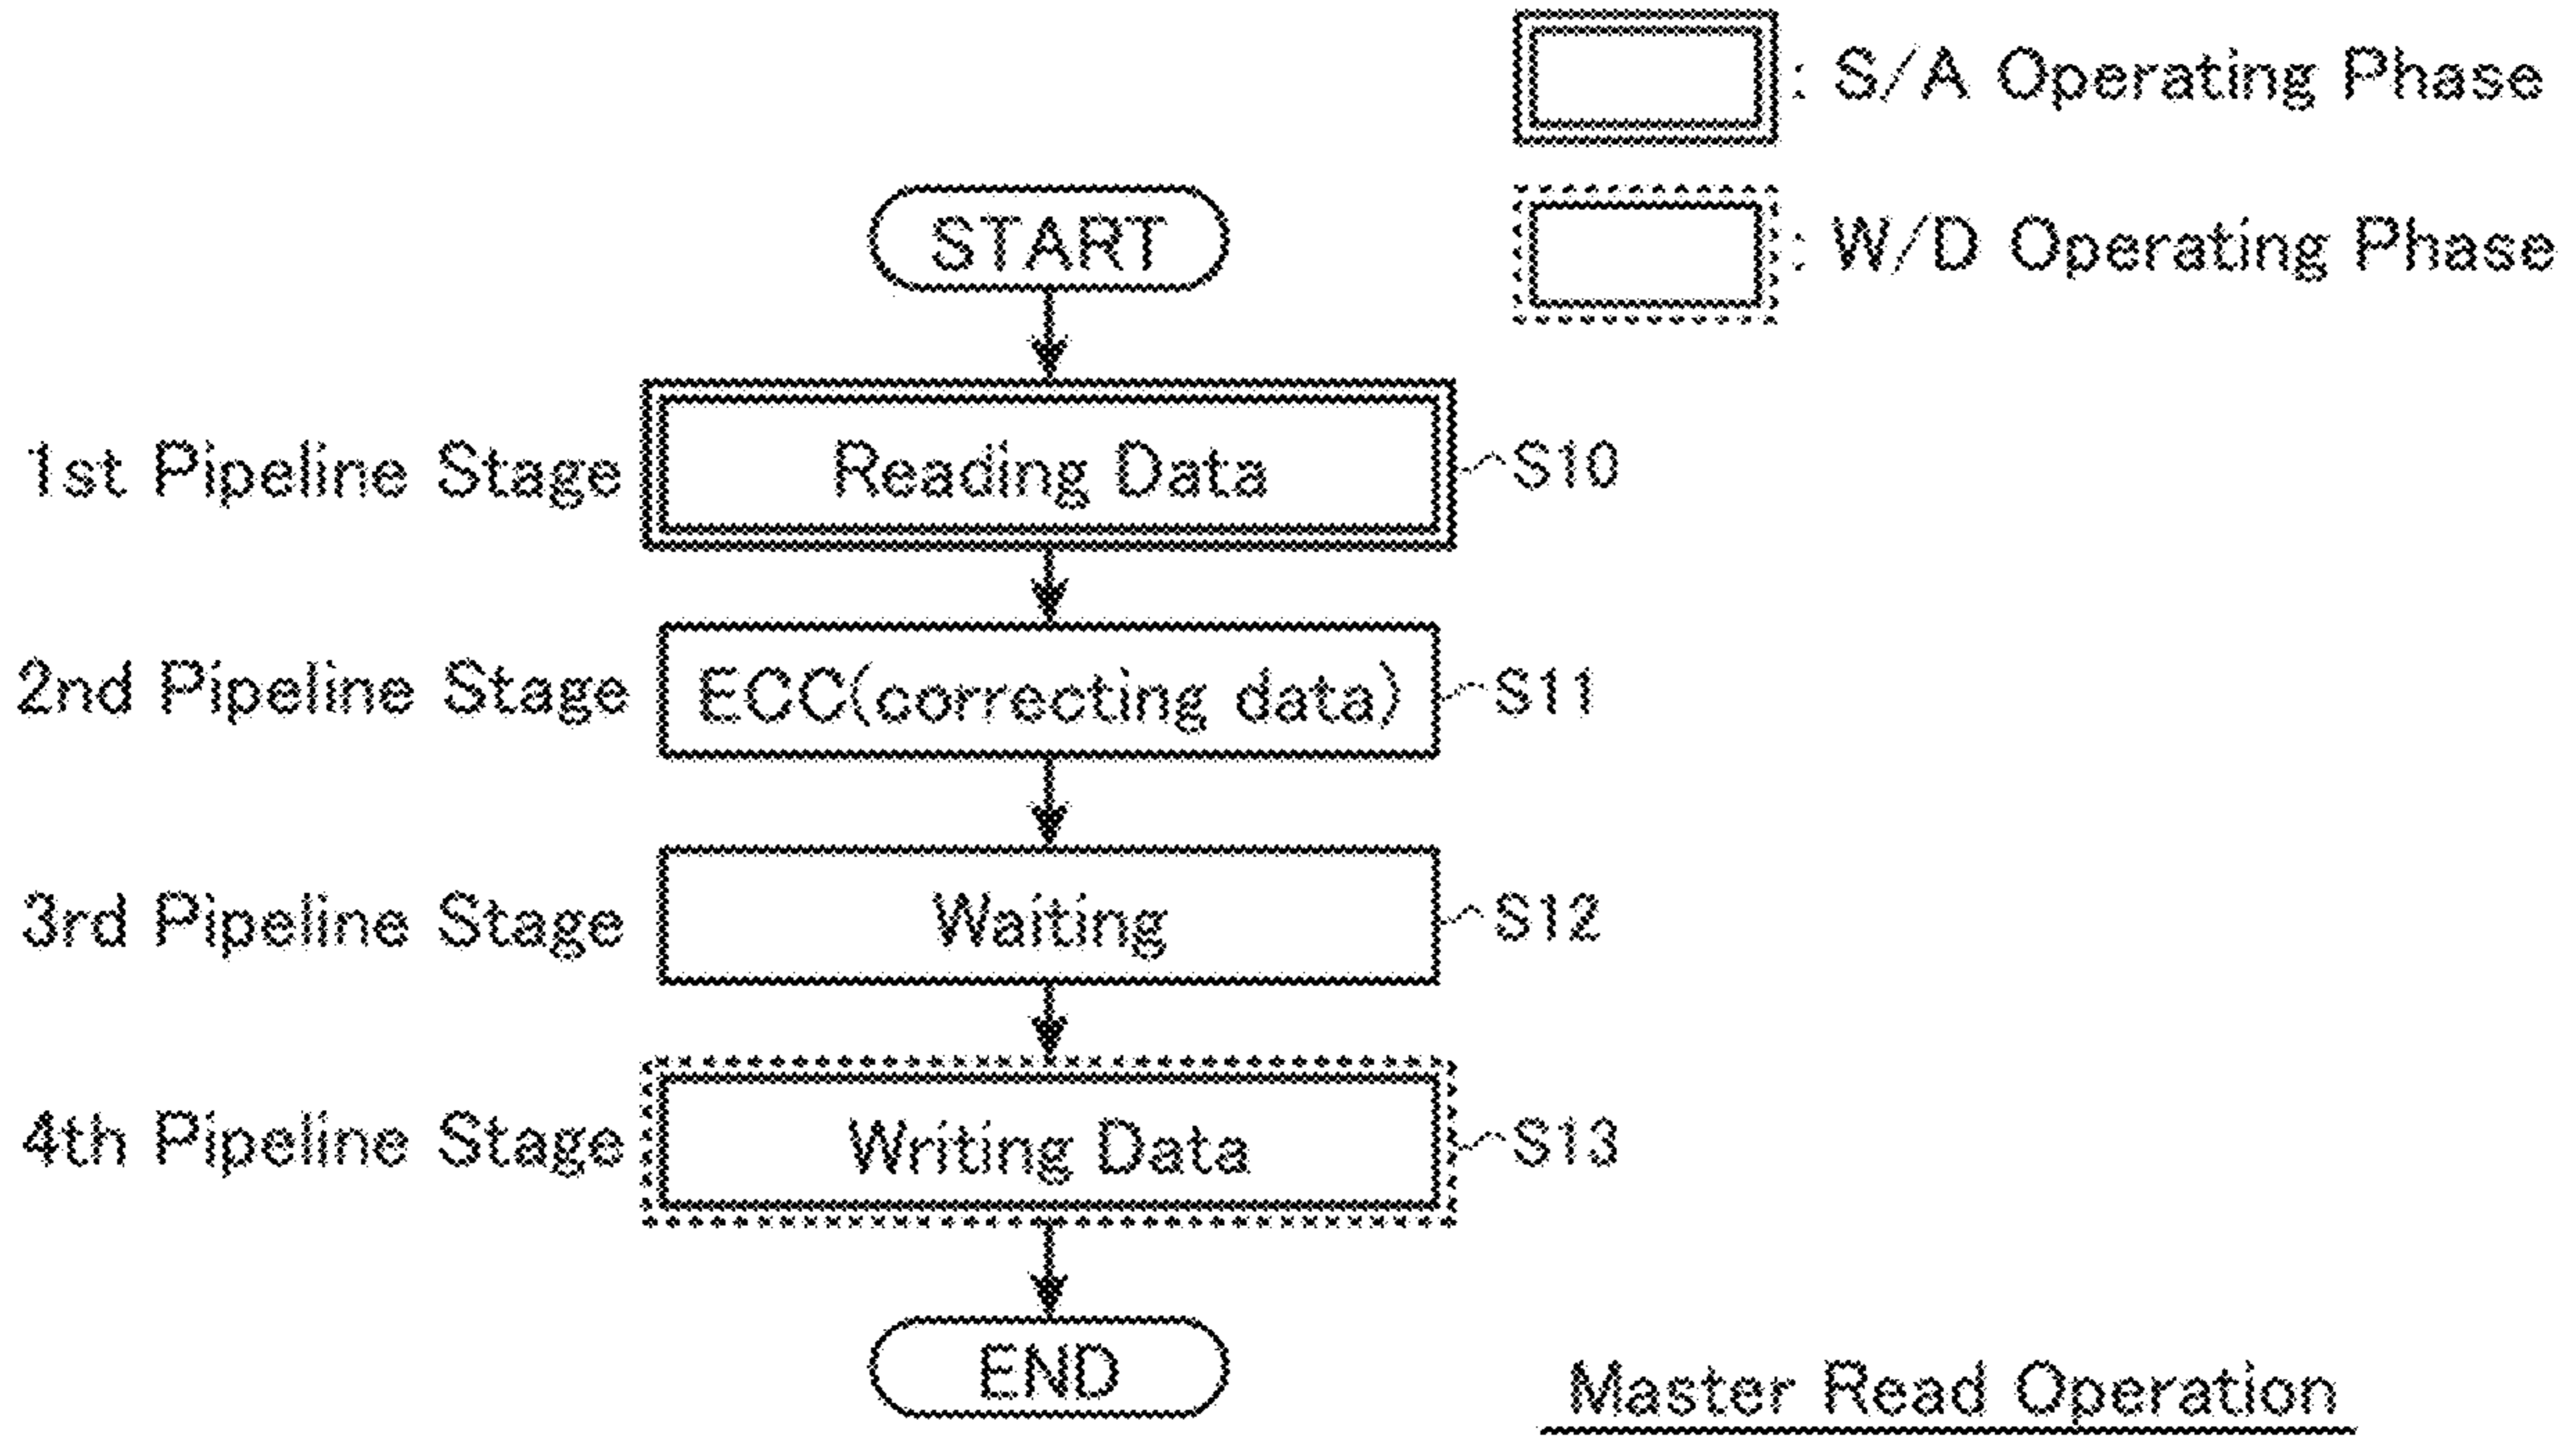 : S/A Operating Phase
: W/D Operating Phase
START
1st Pipeline Stage Reading Data S10
2nd Pipeline Stage ECC(correcting data) S11
3rd Pipeline Stage Waiting S12
4th Pipeline Stage Writing Data S13
END
Master Read Operation